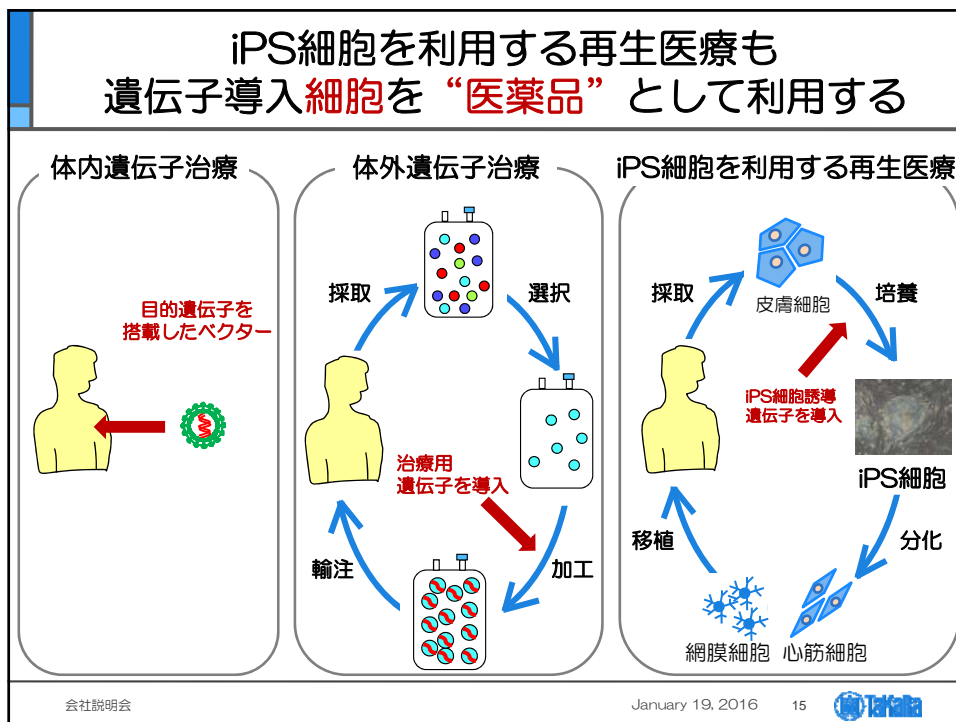 iPS細胞を利用する再生医療も
遺伝子導入細胞を“医薬品”として利用する
体内遺伝子治療
目的遺伝子を
搭載したベクター
体外遺伝子治療
採取
選択
治療用
遺伝子を導入
輸注
加工
iPS細胞を利用する再生医療
採取
皮膚細胞
培養
iPS細胞誘導
遺伝子を導入
iPS細胞
移植
分化
網膜細胞
心筋細胞
会社説明会
January 19, 2016
15
TaKaRa